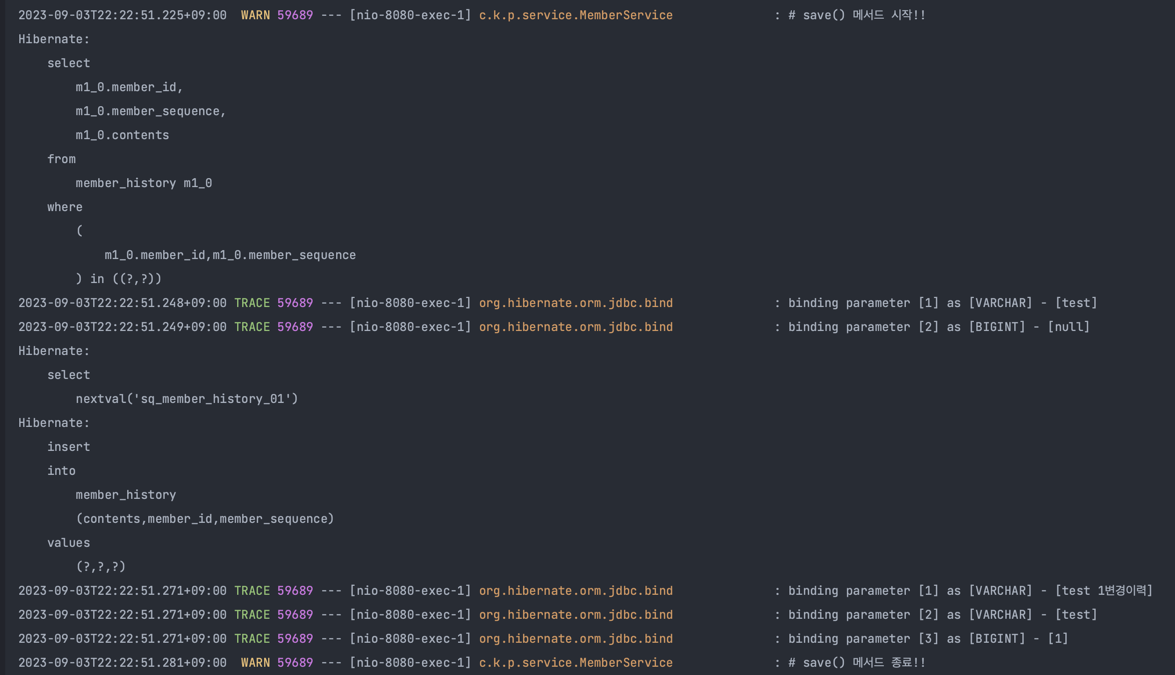 2023-09-03T22:22:51.225+09:00  WARN 59689 --- [nio-8080-exec-1] c.k.p.service.MemberService              : # save() 메서드 시작!!
Hibernate:
    select
        m1_0.member_id,
        m1_0.member_sequence,
        m1_0.contents
    from
        member_history m1_0
    where
        (
            m1_0.member_id,m1_0.member_sequence
        ) in ((?,?))
2023-09-03T22:22:51.248+09:00 TRACE 59689 --- [nio-8080-exec-1] org.hibernate.orm.jdbc.bind              : binding parameter [1] as [VARCHAR] - [test]
2023-09-03T22:22:51.249+09:00 TRACE 59689 --- [nio-8080-exec-1] org.hibernate.orm.jdbc.bind              : binding parameter [2] as [BIGINT] - [null]
Hibernate:
    select
        nextval('sq_member_history_01')
Hibernate:
    insert
    into
        member_history
        (contents,member_id,member_sequence)
    values
        (?,?,?)
2023-09-03T22:22:51.271+09:00 TRACE 59689 --- [nio-8080-exec-1] org.hibernate.orm.jdbc.bind              : binding parameter [1] as [VARCHAR] - [test 1변경이력]
2023-09-03T22:22:51.271+09:00 TRACE 59689 --- [nio-8080-exec-1] org.hibernate.orm.jdbc.bind              : binding parameter [2] as [VARCHAR] - [test]
2023-09-03T22:22:51.271+09:00 TRACE 59689 --- [nio-8080-exec-1] org.hibernate.orm.jdbc.bind              : binding parameter [3] as [BIGINT] - [1]
2023-09-03T22:22:51.281+09:00  WARN 59689 --- [nio-8080-exec-1] c.k.p.service.MemberService              : # save() 메서드 종료!!